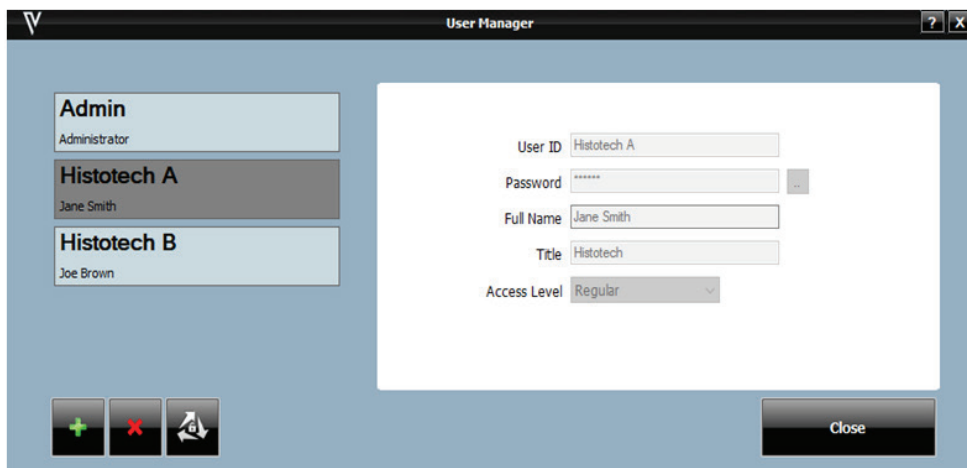 User Manager
? X
Admin
Administrator
Histotech A
Jane Smith
Histotech B
Joe Brown
User ID Histotech A
Password ****** ..
Full Name Jane Smith
Title Histotech
Access Level Regular
Close